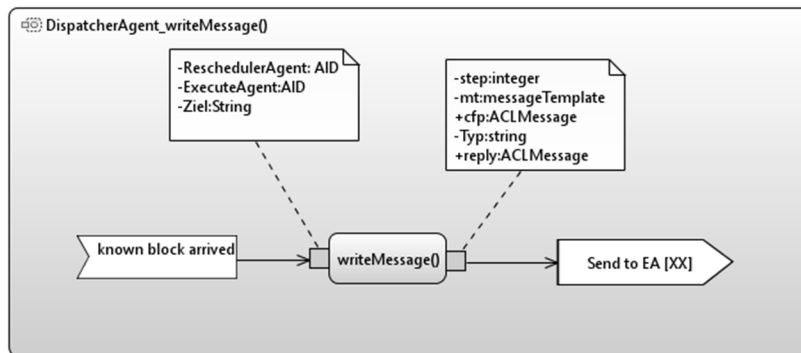 DispatcherAgent_writeMessage()
-ReschedulerAgent: AID
-ExecuteAgent:AID
-Ziel:String
-step:integer
-mt:messageTemplate
+cfp:ACLMessage
-Typ:string
+reply:ACLMessage
known block arrived
writeMessage()
Send to EA [XX]